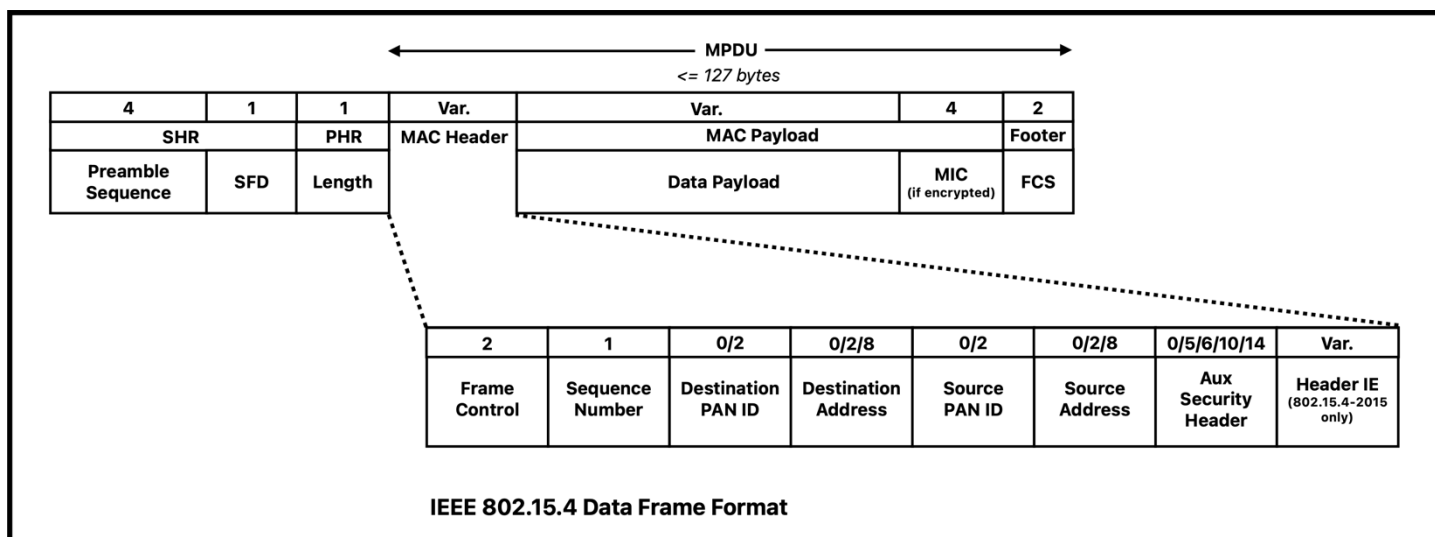 MPDU
<= 127 bytes
4 1 1 Var. Var. 4 2
SHR PHR MAC Header MAC Payload Footer
Preamble Sequence SFD Length Data Payload MIC (if encrypted) FCS
2 1 0/2 0/2/8 0/2 0/2/8 0/5/6/10/14 Var.
Frame Control Sequence Number Destination PAN ID Destination Address Source PAN ID Source Address Aux Security Header Header IE (802.15.4-2015 only)
IEEE 802.15.4 Data Frame Format